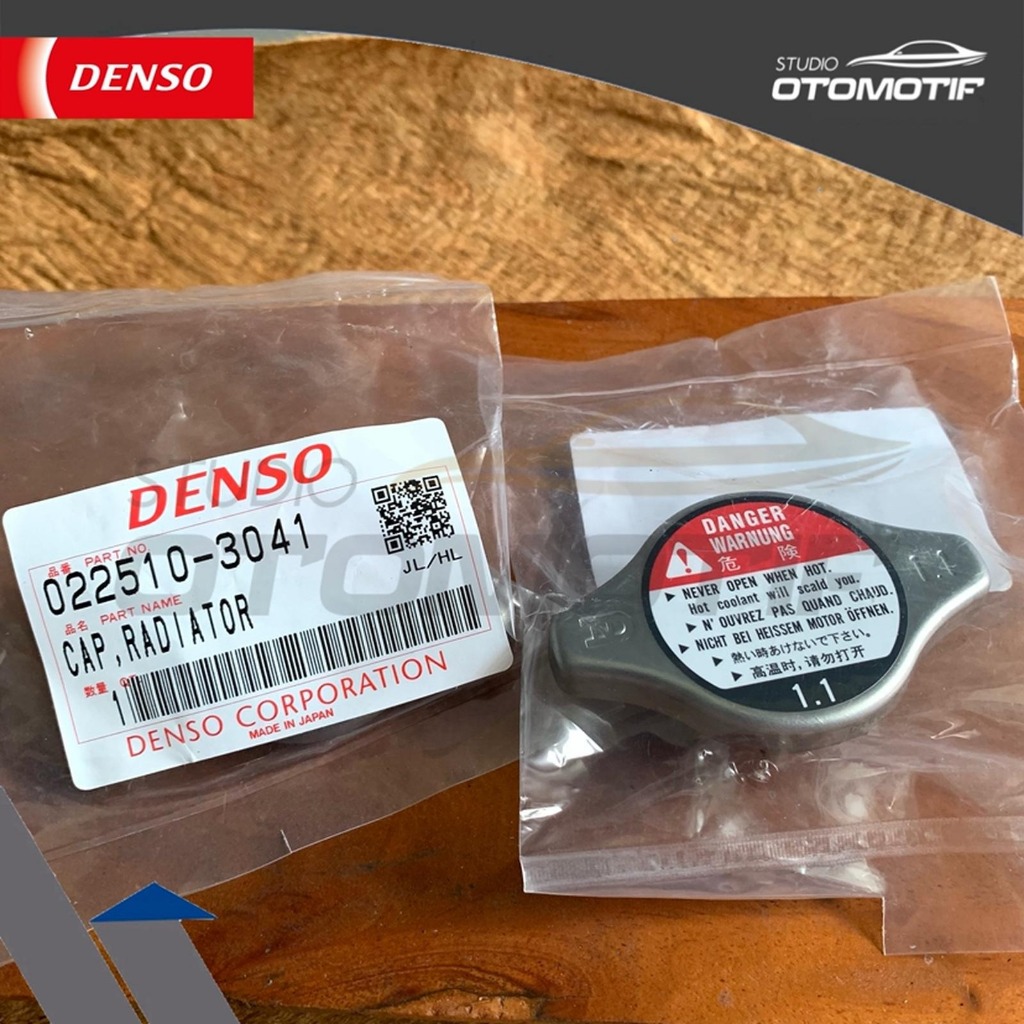 DENSO
STUDIO
OTOMOTIF
DENSO
品番 PART NO.
022510-3041
JL/HL
品名 PART NAME
CAP,RADIATOR
数量
1
DENSO CORPORATION
MADE IN JAPAN
STUDIO
OTOMOTIF
DANGER
WARNUNG
危 険
NEVER OPEN WHEN HOT.
Hot coolant will scald you.
N' OUVREZ PAS QUAND CHAUD.
NICHT BEI HEISSEM MOTOR ÖFFNEN.
熱い時あけないで下さい。
高温时,请勿打开
1.1